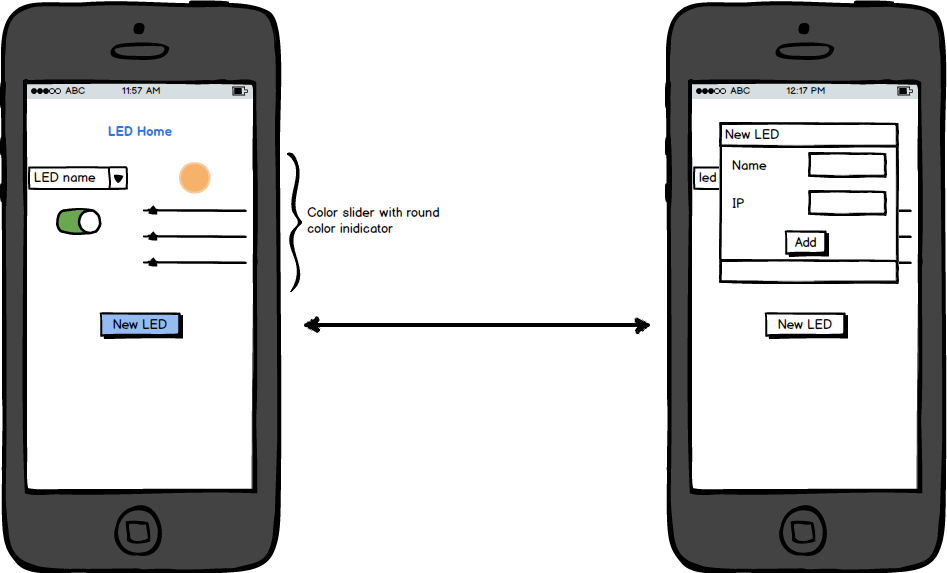 ABC 11:57 AM
LED Home
LED name
New LED
Color slider with round
color inidicator
ABC 12:17 PM
New LED
Name
led
IP
Add
New LED